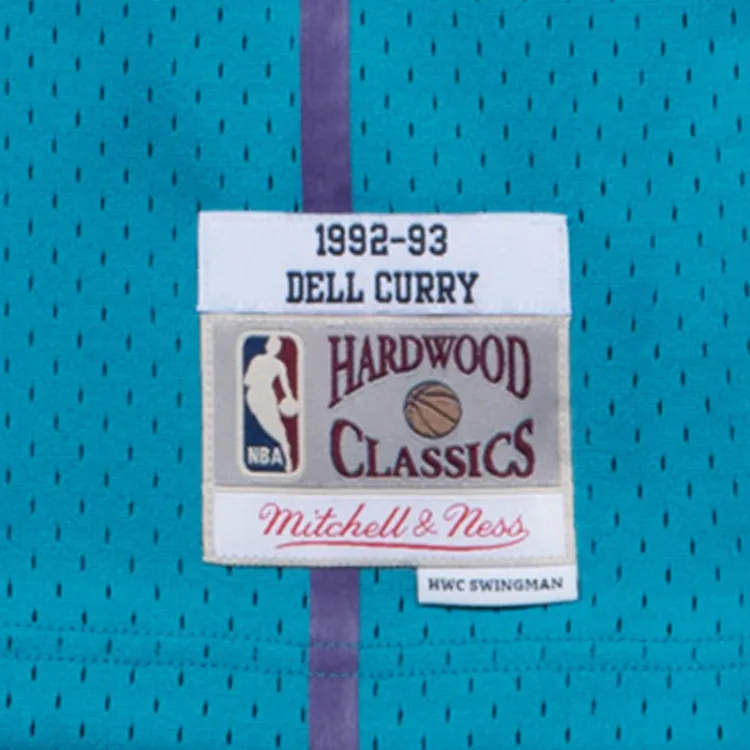 1992-93
DELL CURRY
HARDWOOD
CLASSICS
NBA
Mitchell & Ness
HWC SWINGMAN